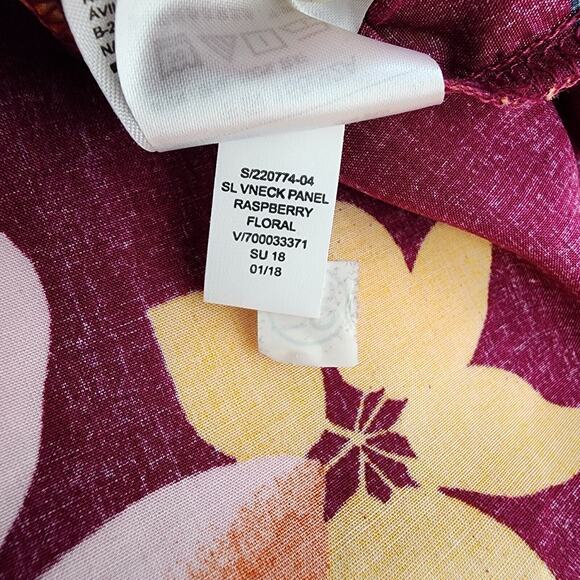 S/220774-04
SL VNECK PANEL
RASPBERRY
FLORAL
V/700033371
SU 18
01/18